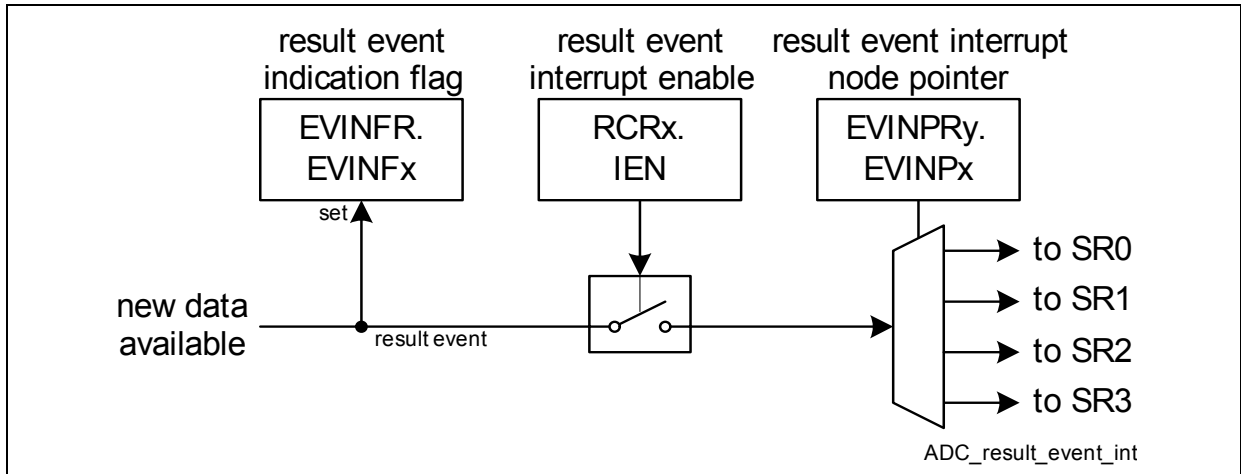 result event
indication flag
result event
interrupt enable
result event interrupt
node pointer
EVINFR.
EVINFx
RCRx.
IEN
EVINPRy.
EVINPx
set
new data
available
result event
to SR0
to SR1
to SR2
to SR3
ADC_result_event_int